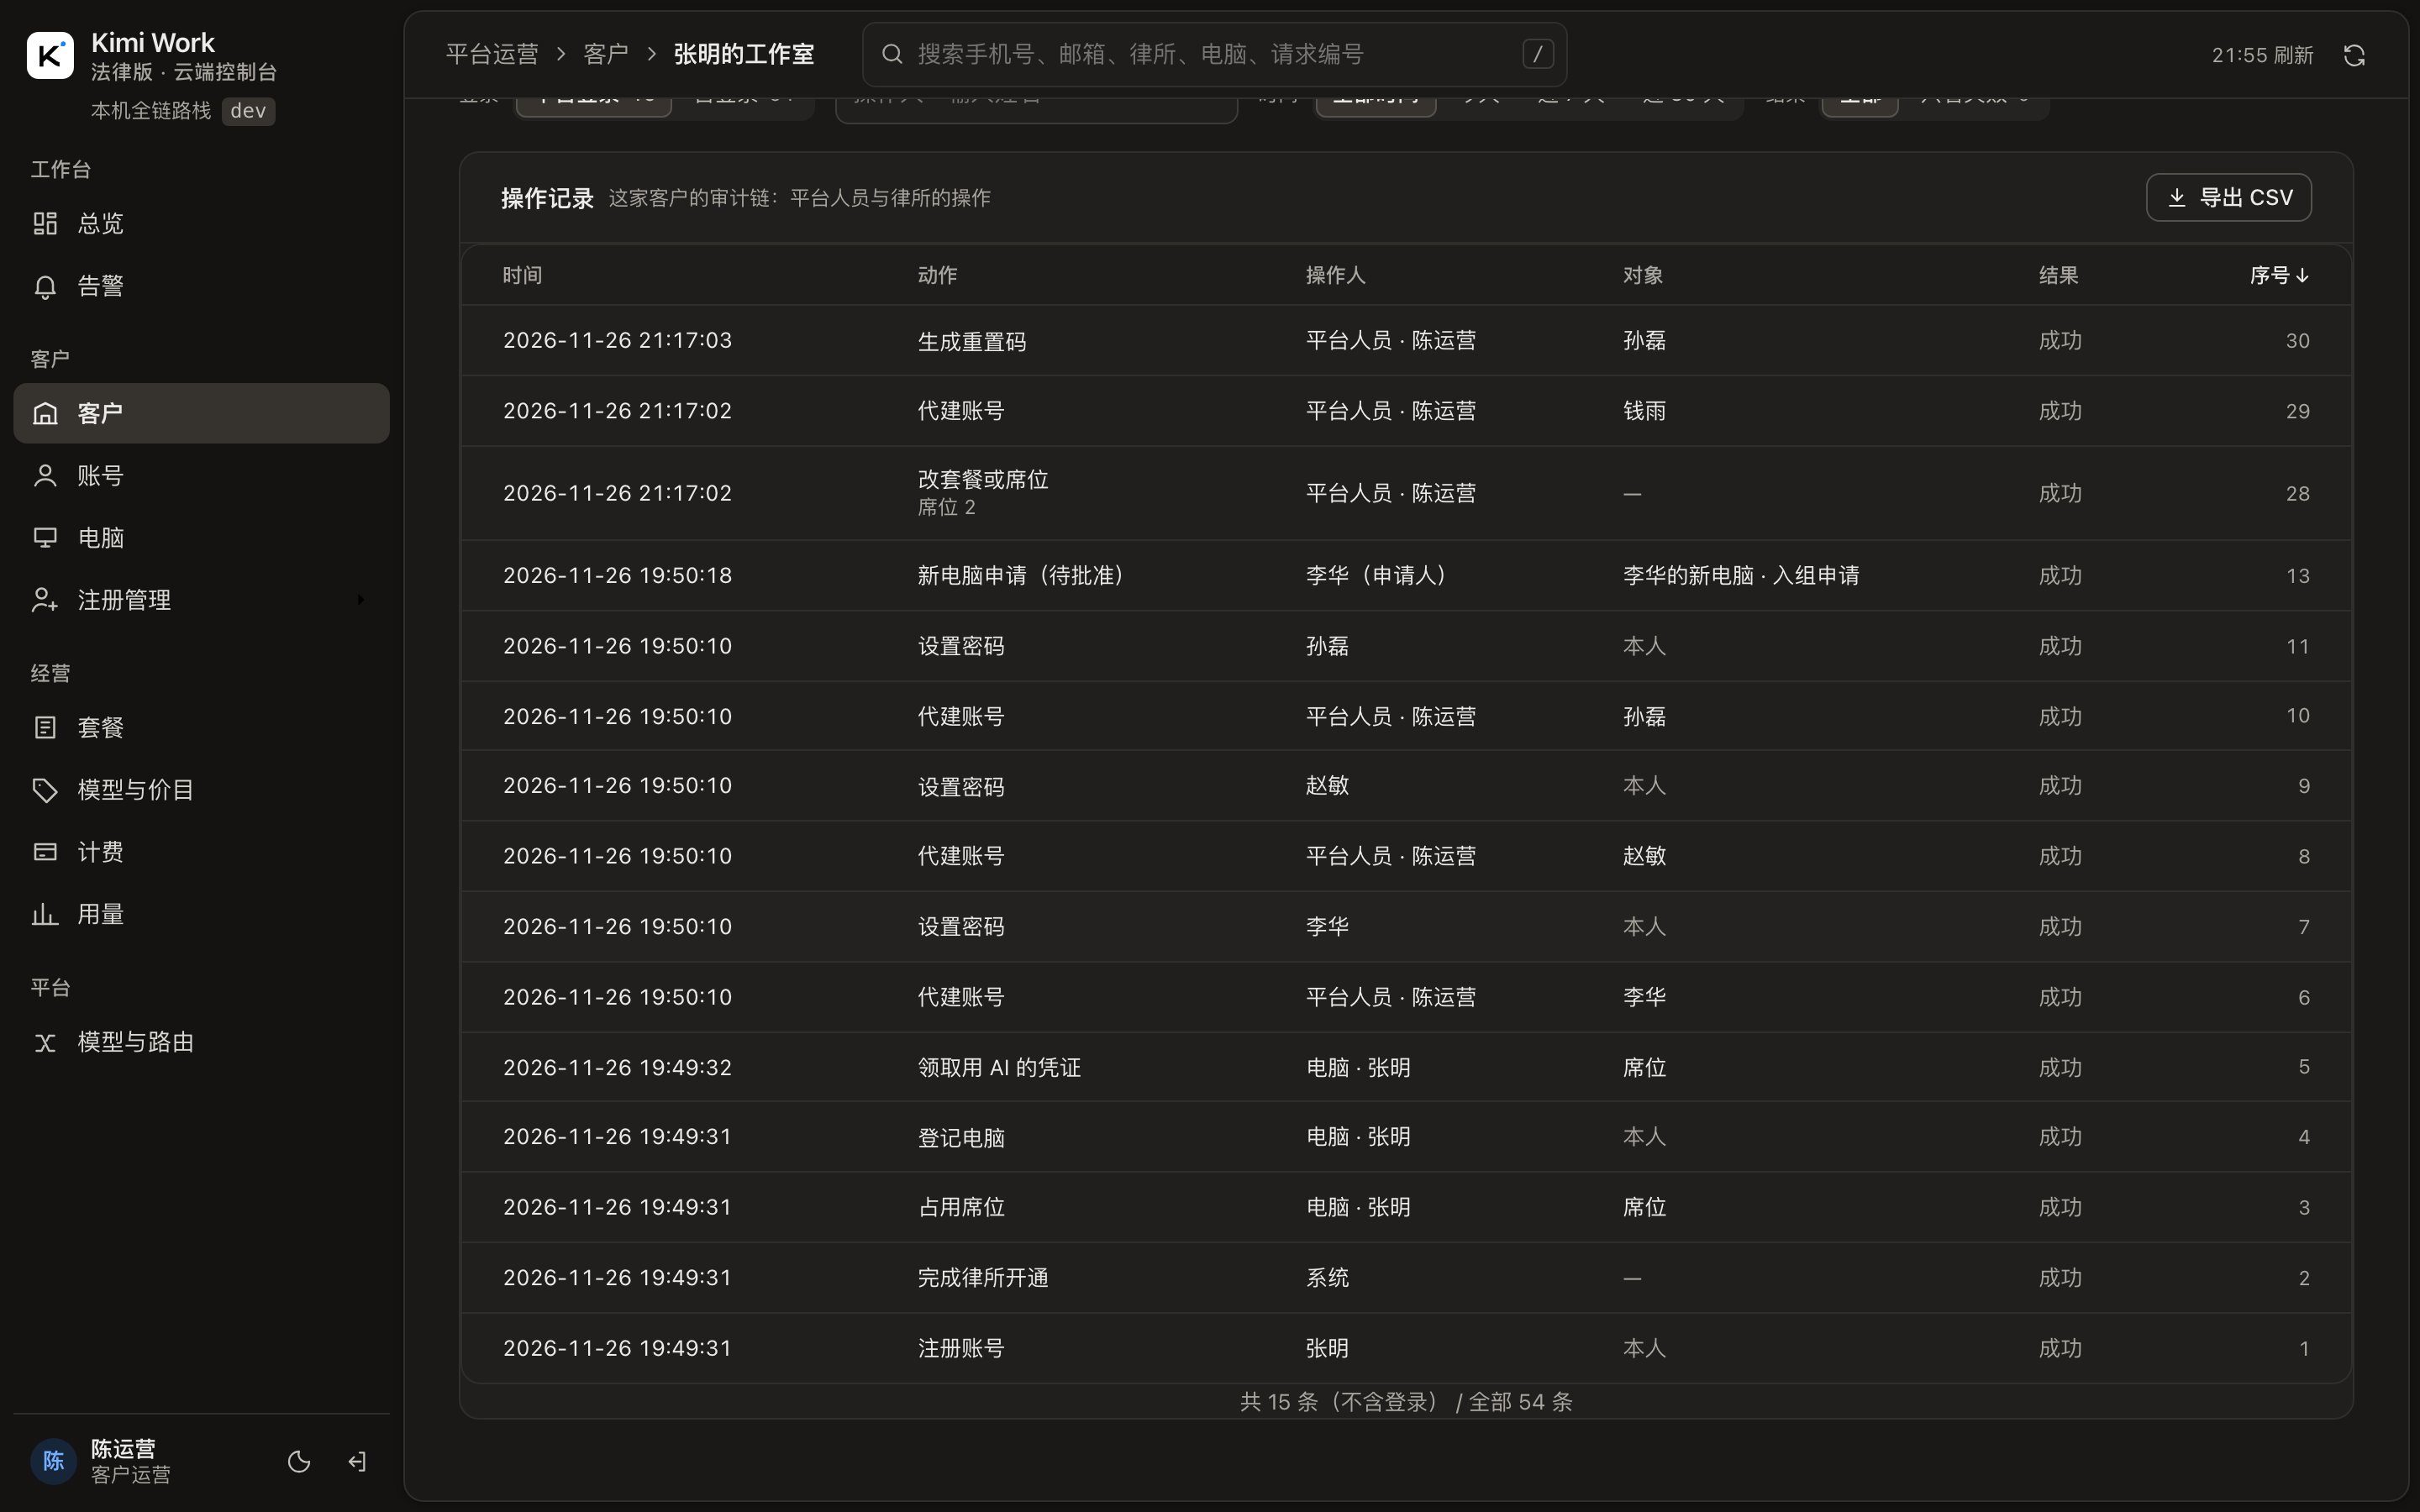 Kimi Work
法律版 · 云端控制台
本机全链路栈 dev
工作台
总览
告警
客户
客户
账号
电脑
注册管理
经营
套餐
模型与价目
计费
用量
平台
模型与路由
陈 陈运营
客户运营
平台运营 > 客户 > 张明的工作室
搜索手机号、邮箱、律所、电脑、请求编号 /
21:55 刷新
操作记录 这家客户的审计链：平台人员与律所的操作
导出 CSV
时间 动作 操作人 对象 结果 序号↓
2026-11-26 21:17:03 生成重置码 平台人员 · 陈运营 孙磊 成功 30
2026-11-26 21:17:02 代建账号 平台人员 · 陈运营 钱雨 成功 29
2026-11-26 21:17:02 改套餐或席位 平台人员 · 陈运营 — 成功 28
席位 2
2026-11-26 19:50:18 新电脑申请（待批准） 李华（申请人） 李华的新电脑 · 入组申请 成功 13
2026-11-26 19:50:10 设置密码 孙磊 本人 成功 11
2026-11-26 19:50:10 代建账号 平台人员 · 陈运营 孙磊 成功 10
2026-11-26 19:50:10 设置密码 赵敏 本人 成功 9
2026-11-26 19:50:10 代建账号 平台人员 · 陈运营 赵敏 成功 8
2026-11-26 19:50:10 设置密码 李华 本人 成功 7
2026-11-26 19:50:10 代建账号 平台人员 · 陈运营 李华 成功 6
2026-11-26 19:49:32 领取用 AI 的凭证 电脑 · 张明 席位 成功 5
2026-11-26 19:49:31 登记电脑 电脑 · 张明 本人 成功 4
2026-11-26 19:49:31 占用席位 电脑 · 张明 席位 成功 3
2026-11-26 19:49:31 完成律所开通 系统 — 成功 2
2026-11-26 19:49:31 注册账号 张明 本人 成功 1
共 15 条（不含登录） / 全部 54 条